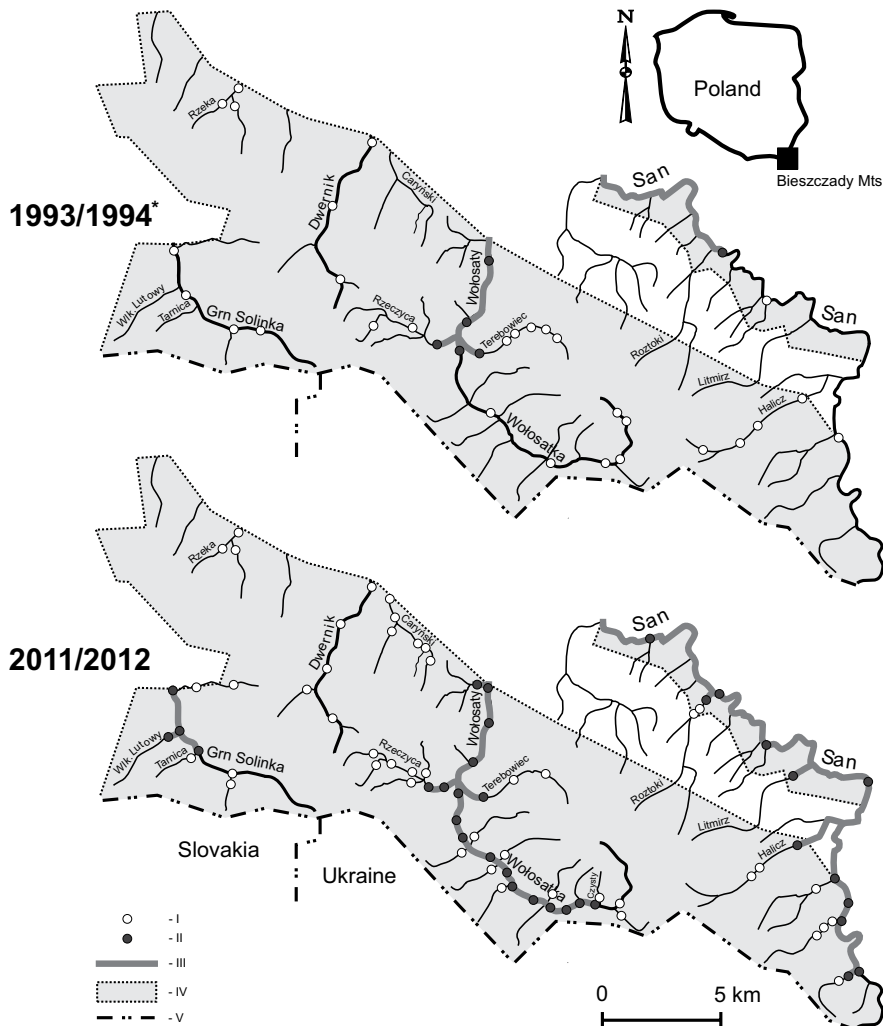 N
Poland
Bieszczady Mts
1993/1994*
Rzeka
Dwernik
Caryński
San
Wołosaty
Wlk. Lutowy
Tarnica
Grn Solinka
Rzeczyca
Terebowiec
San
Roztoki
Litmirz
Halicz
Wołosatka
2011/2012
Rzeka
Dwernik
Caryński
San
Wołosaty
Wlk. Lutowy
Tarnica
Grn Solinka
Rzeczyca
Terebowiec
San
Roztoki
Litmirz
Halicz
Wołosatka
Czysty
Slovakia
Ukraine
- I
- II
- III
- IV
- V
0 5 km